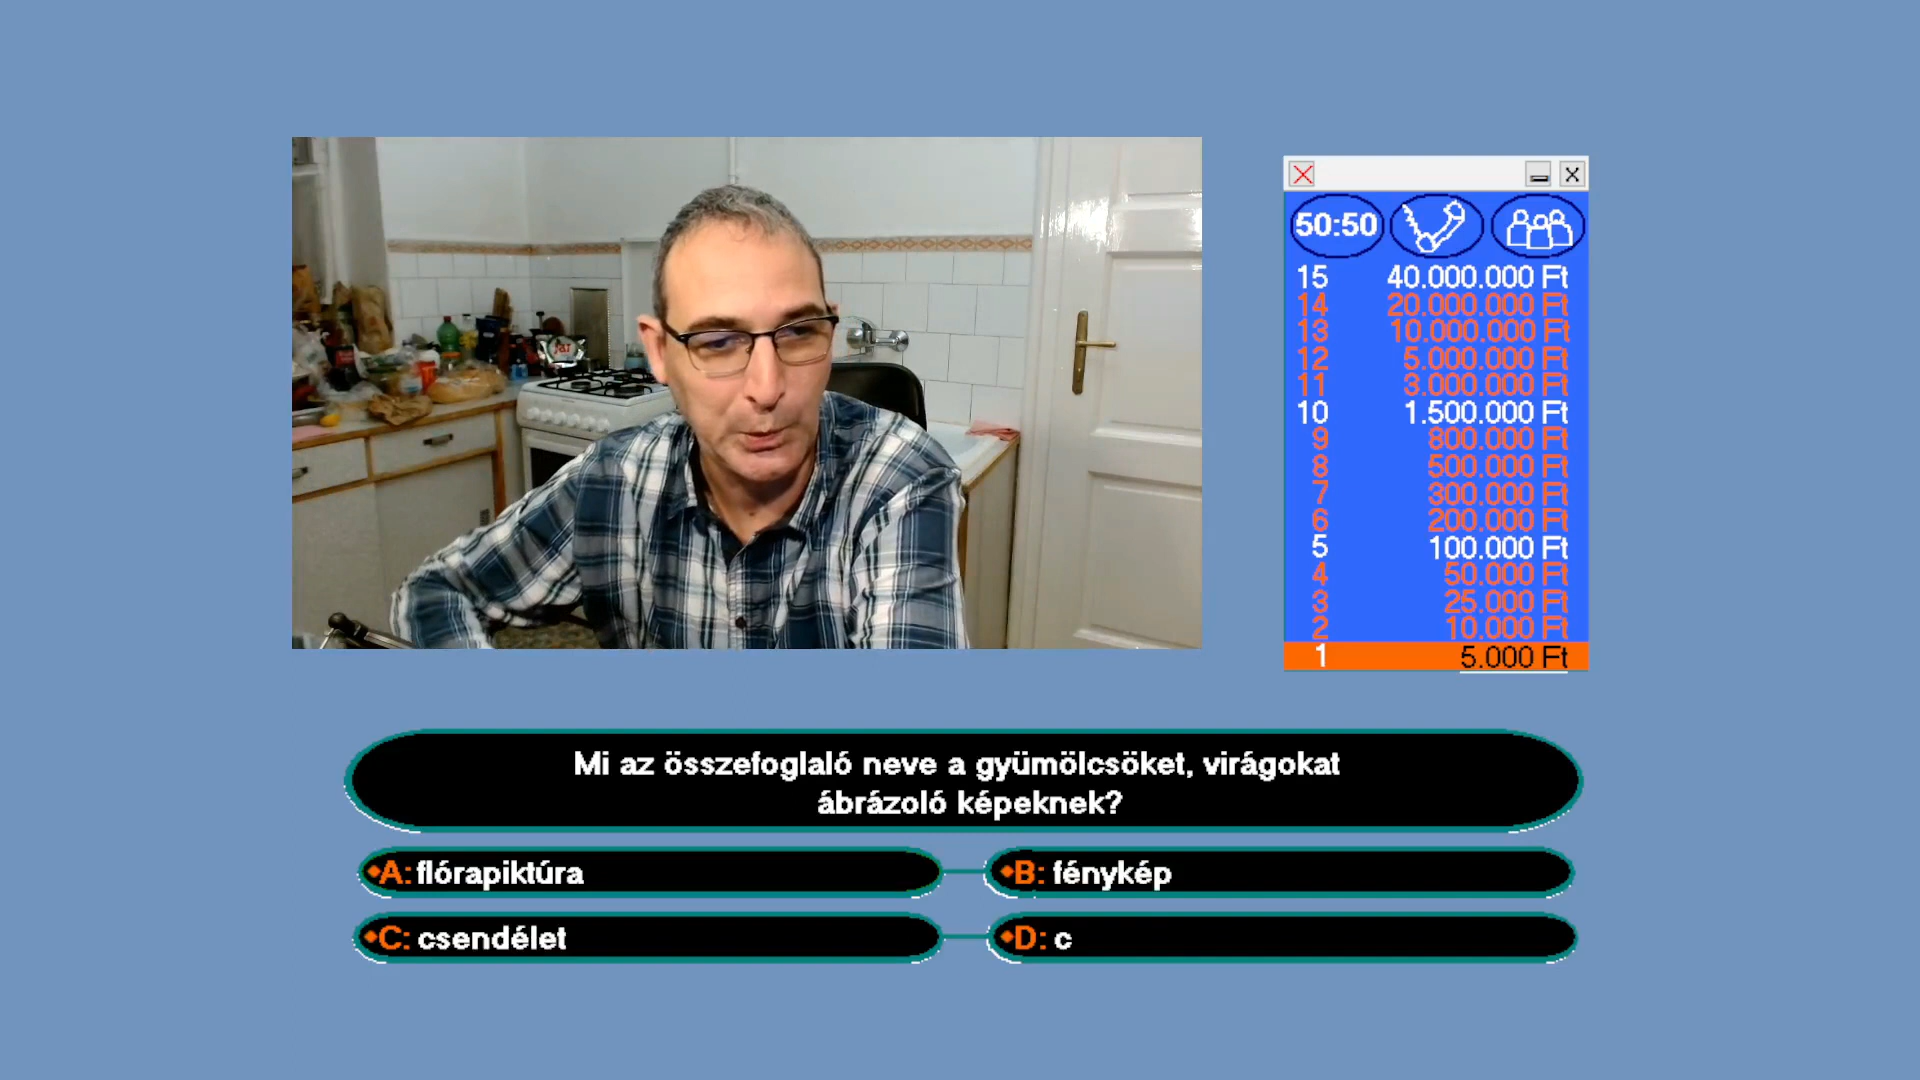 50:50
15 40.000.000 Ft
14 20.000.000 Ft
13 10.000.000 Ft
12 5.000.000 Ft
11 3.000.000 Ft
10 1.500.000 Ft
9 800.000 Ft
8 500.000 Ft
7 300.000 Ft
6 200.000 Ft
5 100.000 Ft
4 50.000 Ft
3 25.000 Ft
2 10.000 Ft
1 5.000 Ft
Mi az összefoglaló neve a gyümölcsöket, virágokat
ábrázoló képeknek?
A: flórapiktúra
B: fénykép
C: csendélet
D: c